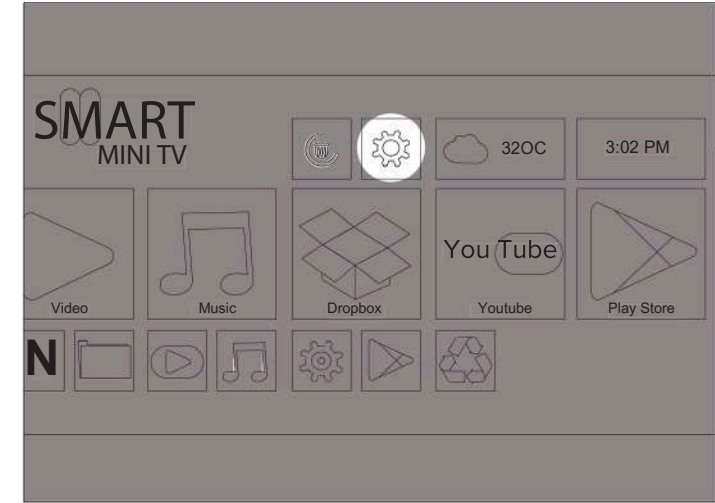 SMART
MINI TV
32OC
3:02 PM
You Tube
Video
Music
Dropbox
Youtube
Play Store
N